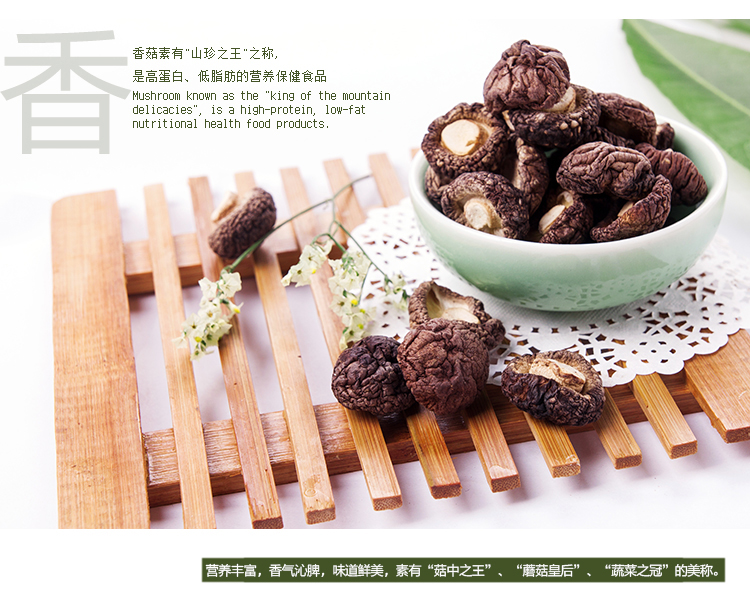 香
香菇素有"山珍之王"之称,
是高蛋白、低脂肪的营养保健食品
Mushroom known as the "king of the mountain
delicacies", is a high-protein, low-fat
nutritional health food products.
营养丰富，香气沁脾，味道鲜美，素有“菇中之王”、“蘑菇皇后”、“蔬菜之冠”的美称。